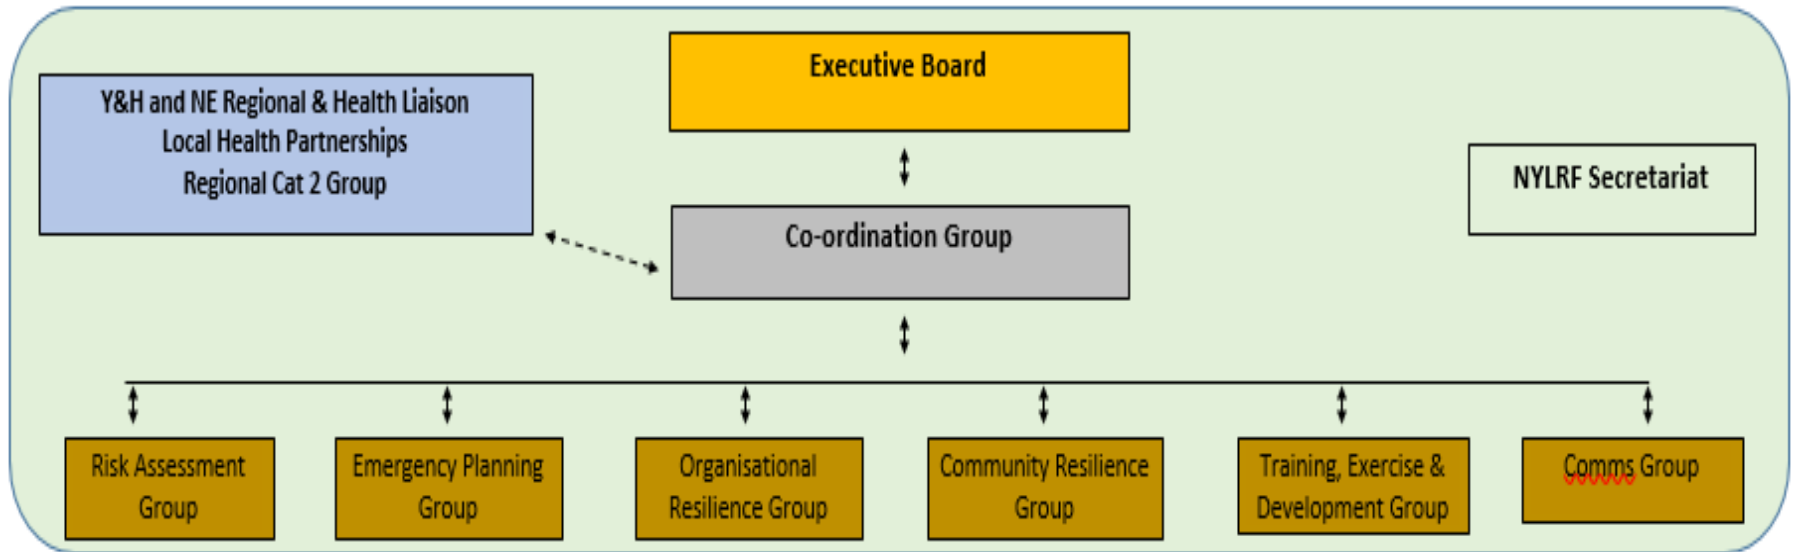 Executive Board
Y&H and NE Regional & Health Liaison
Local Health Partnerships
Regional Cat 2 Group
NYLRF Secretariat
Co-ordination Group
Risk Assessment
Group
Emergency Planning
Group
Organisational
Resilience Group
Community Resilience
Group
Training, Exercise &
Development Group
Comms Group